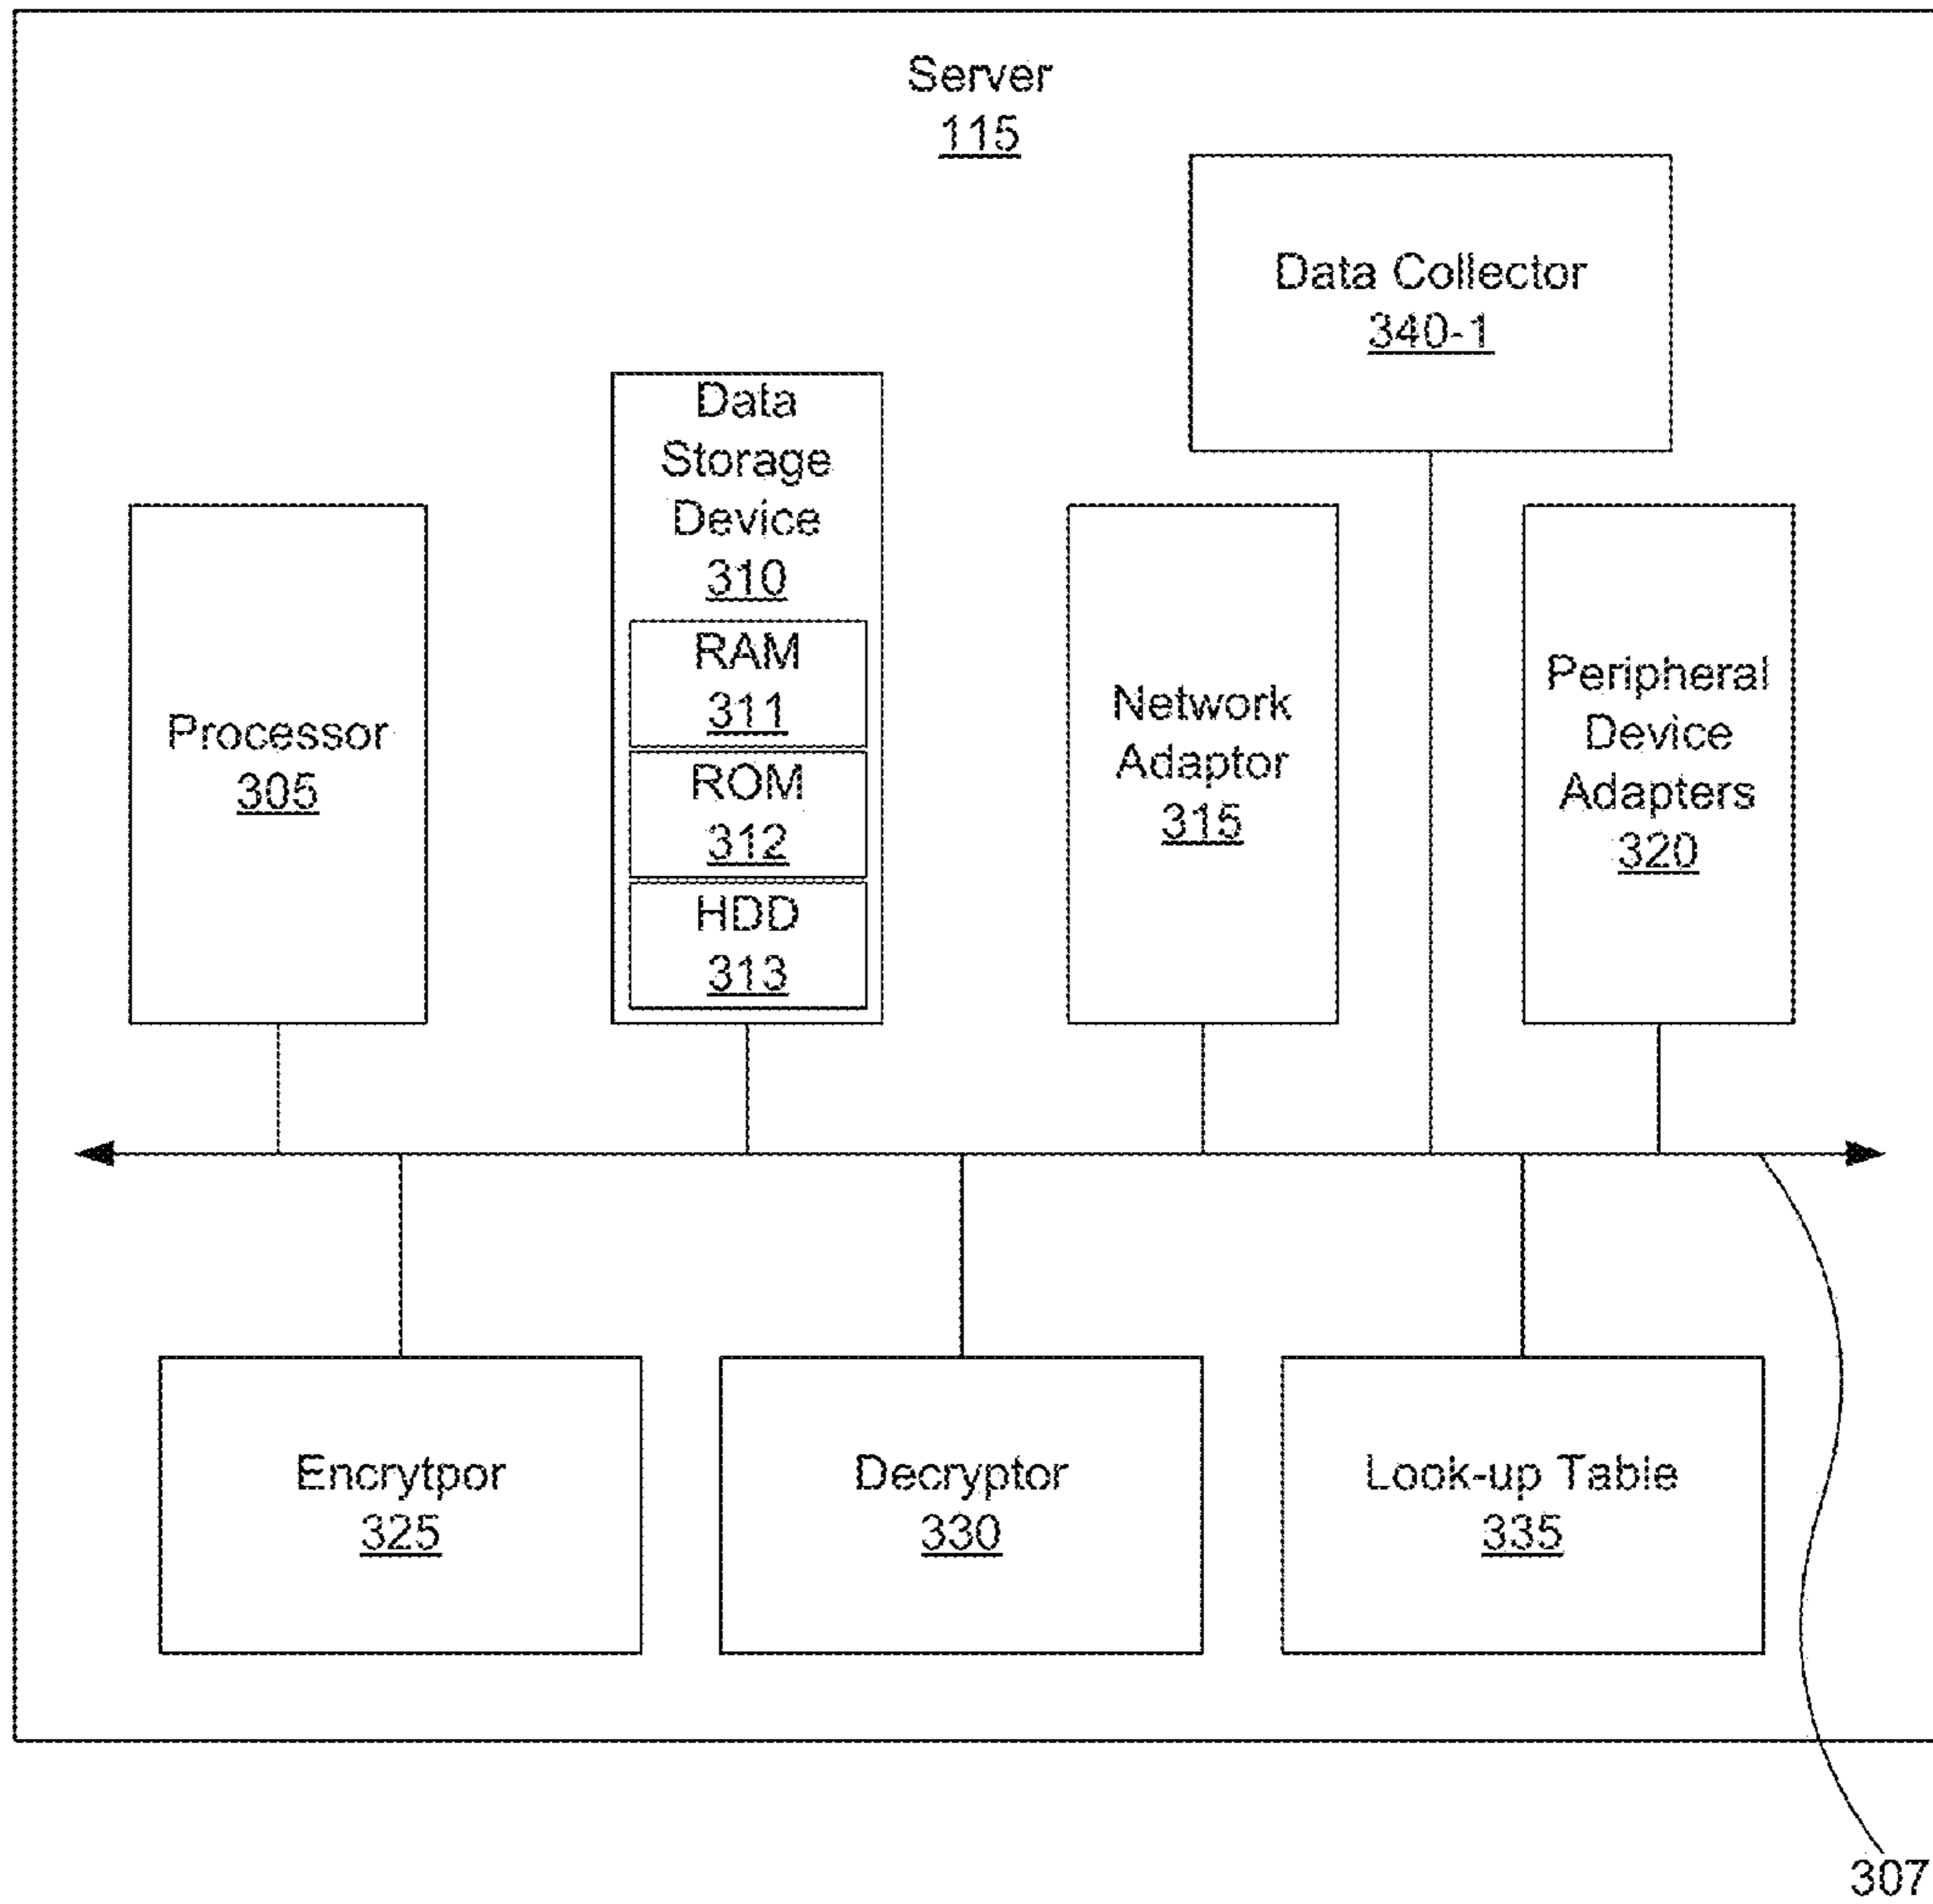 Server
115
Data Collector
340-1
Data
Storage
Device
310
RAM
311
ROM
312
HDD
313
Processor
305
Network
Adaptor
315
Peripheral
Device
Adapters
320
Encrytpor
325
Decryptor
330
Look-up Table
335
307